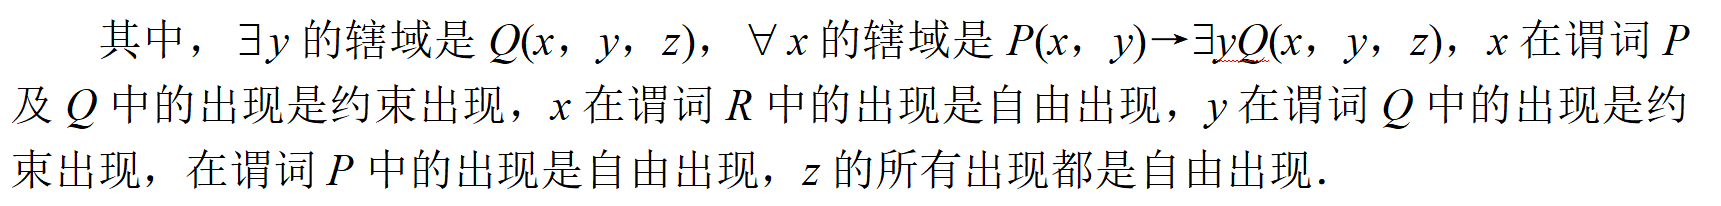 其中，∃y 的辖域是 Q(x，y，z)，∀x 的辖域是 P(x，y)→∃yQ(x，y，z)，x 在谓词 P
及 Q 中的出现是约束出现，x 在谓词 R 中的出现是自由出现，y 在谓词 Q 中的出现是约
束出现，在谓词 P 中的出现是自由出现，z 的所有出现都是自由出现．